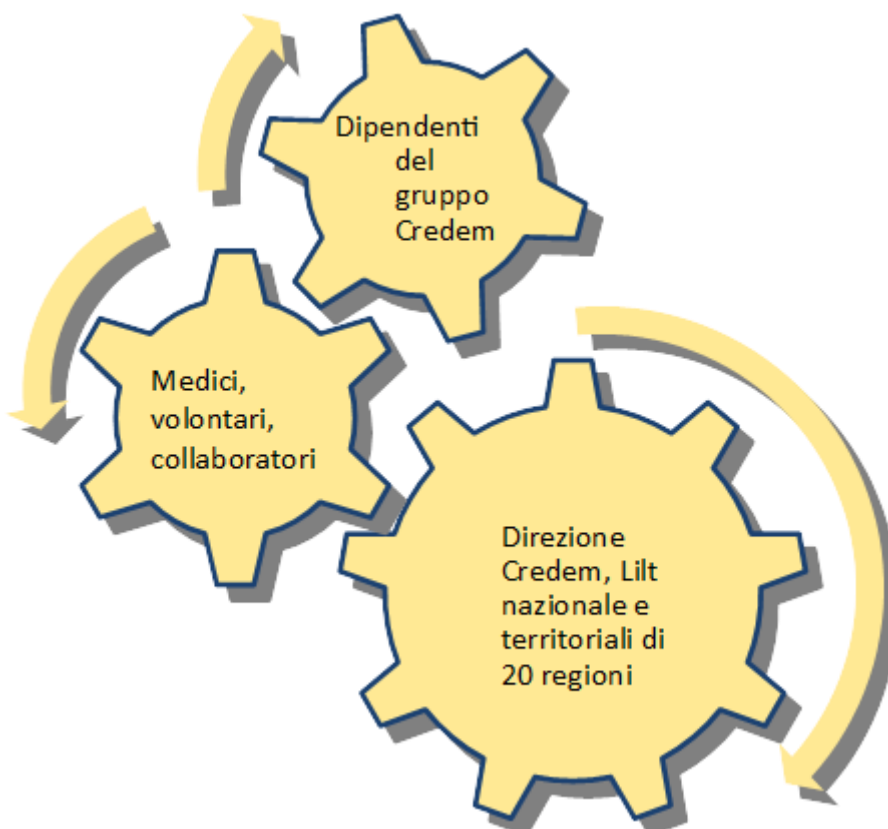 Dipendenti
del
gruppo
Credem
Medici,
volontari,
collaboratori
Direzione
Credem, Lilt
nazionale e
territoriali di
20 regioni